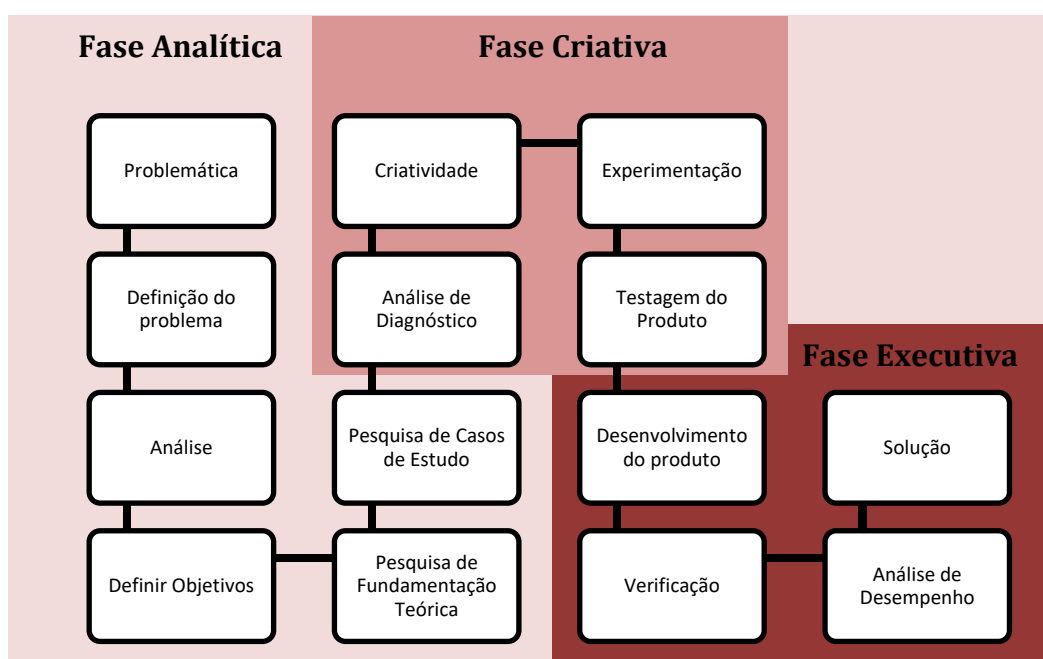 Fase Analítica
Problemática
Definição do
problema
Análise
Definir Objetivos
Pesquisa de
Fundamentação
Teórica
Pesquisa de Casos
de Estudo
Fase Criativa
Análise de
Diagnóstico
Criatividade
Experimentação
Testagem do
Produto
Fase Executiva
Desenvolvimento
do produto
Verificação
Análise de
Desempenho
Solução